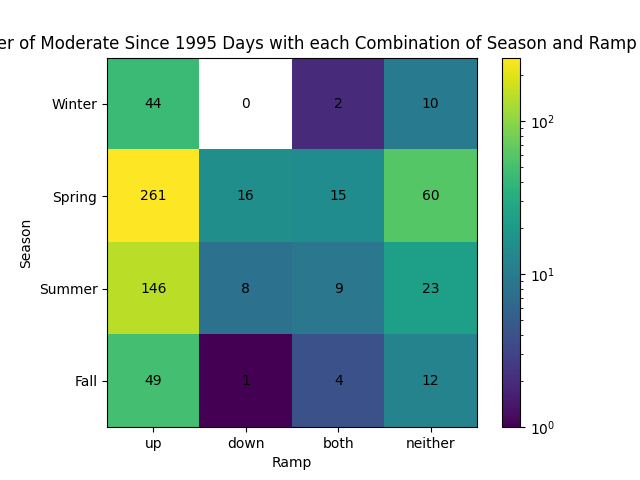 er of Moderate Since 1995 Days with each Combination of Season and Ramp
Winter 44 0 2 10
Spring 261 16 15 60
Summer 146 8 9 23
Fall 49 1 4 12
up down both neither
Ramp
Season
10²
10¹
10⁰